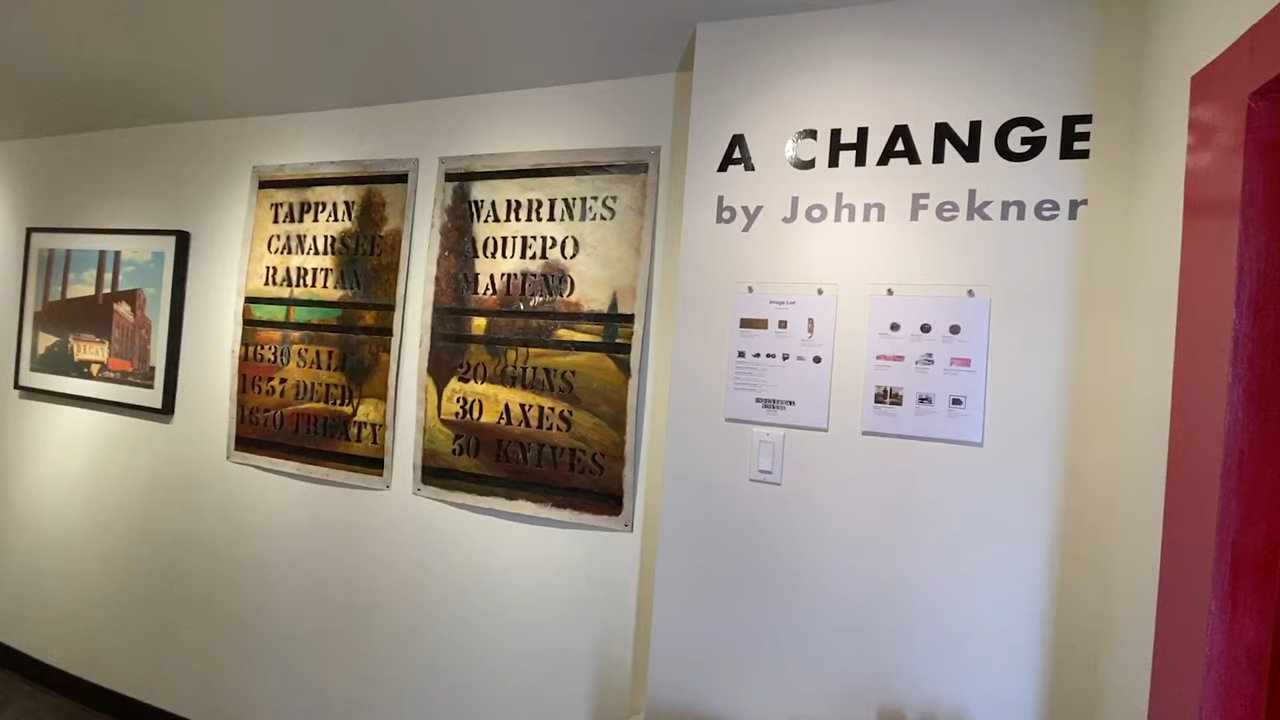 DECAY
TAPPAN
CANARSEE
RARITAN
1630 SALE
1657 DEED
1670 TREATY
WARRINES
AQUEPO
MATENO
20 GUNS
30 AXES
50 KNIVES
A CHANGE
by John Fekner
Image List